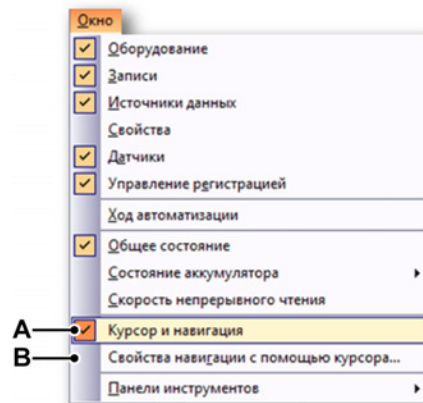 Окно
Оборудование
Записи
Источники данных
Свойства
Датчики
Управление регистрацией
Ход автоматизации
Общее состояние
Состояние аккумулятора
Скорость непрерывного чтения
A Курсор и навигация
B Свойства навигации с помощью курсора...
Панели инструментов